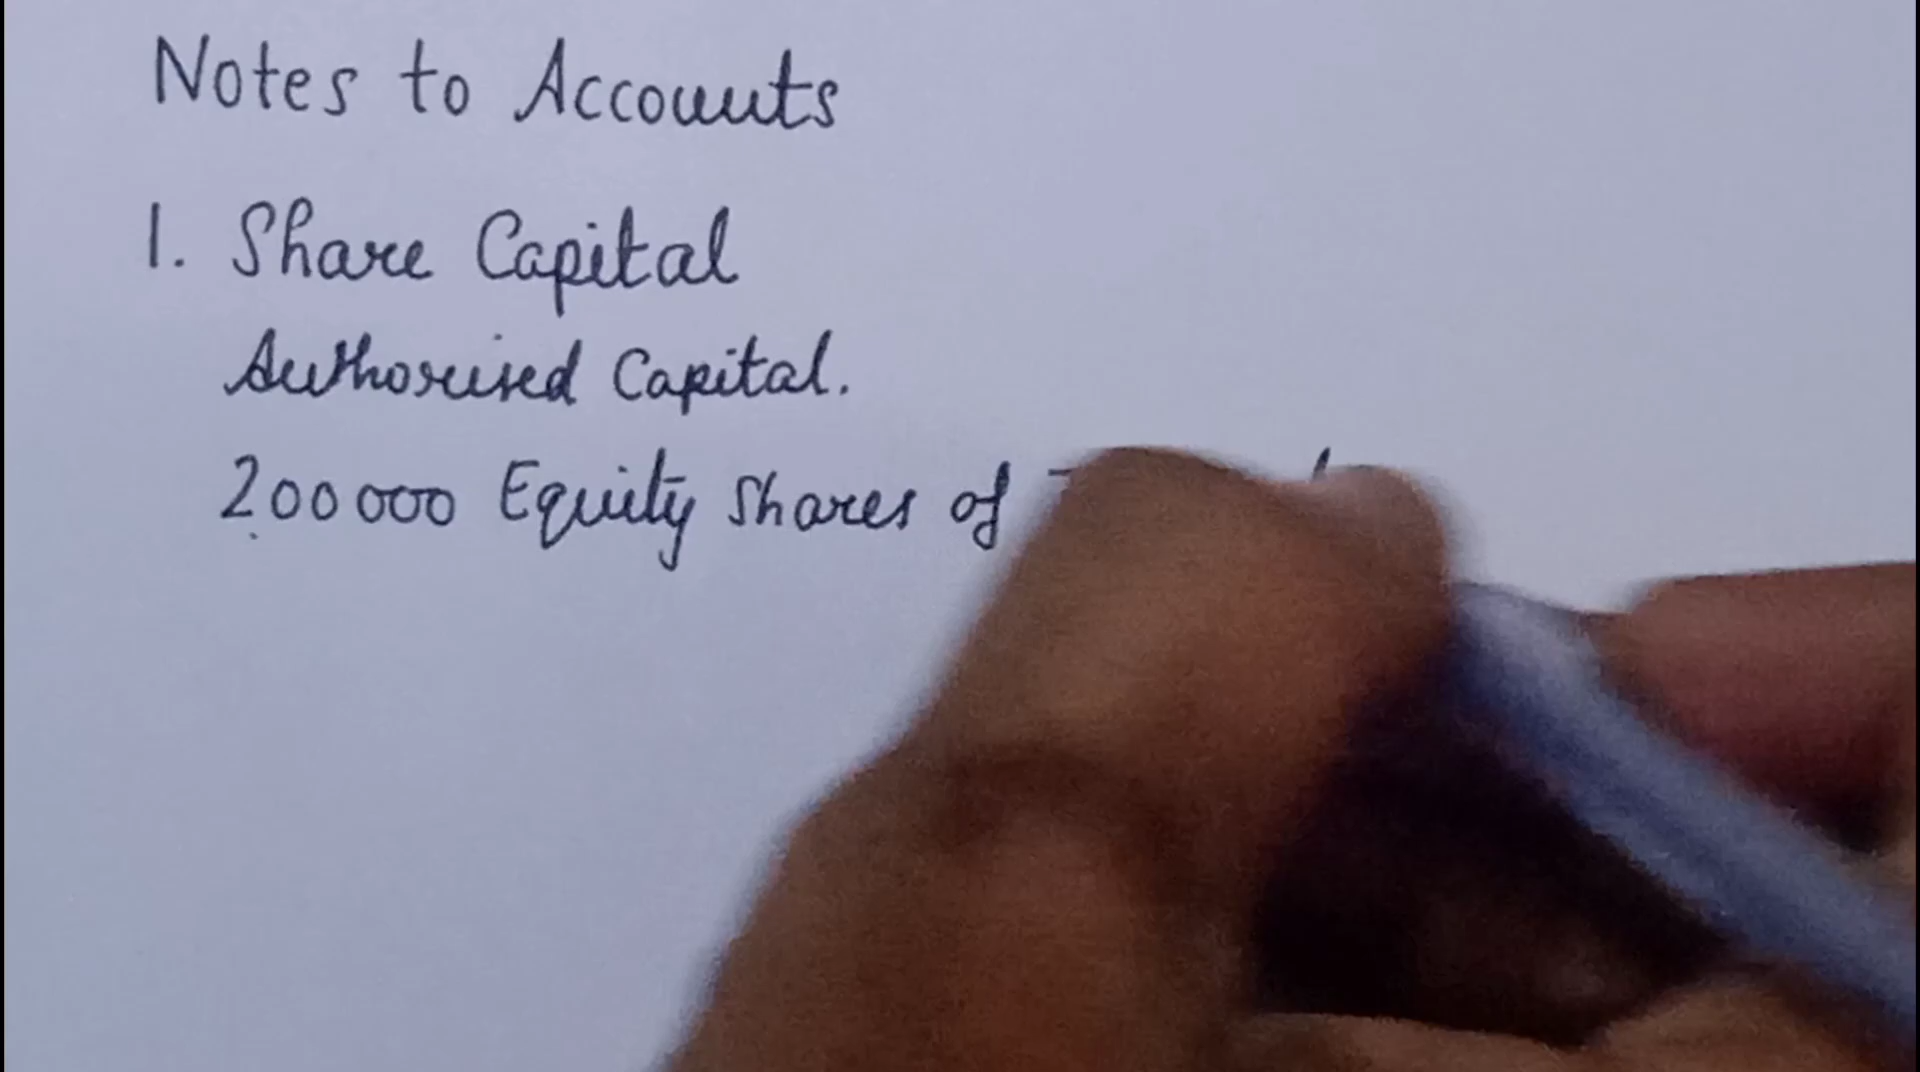 Notes to Accounts
1. Share Capital
Authorised Capital.
200000 Equity Shares of